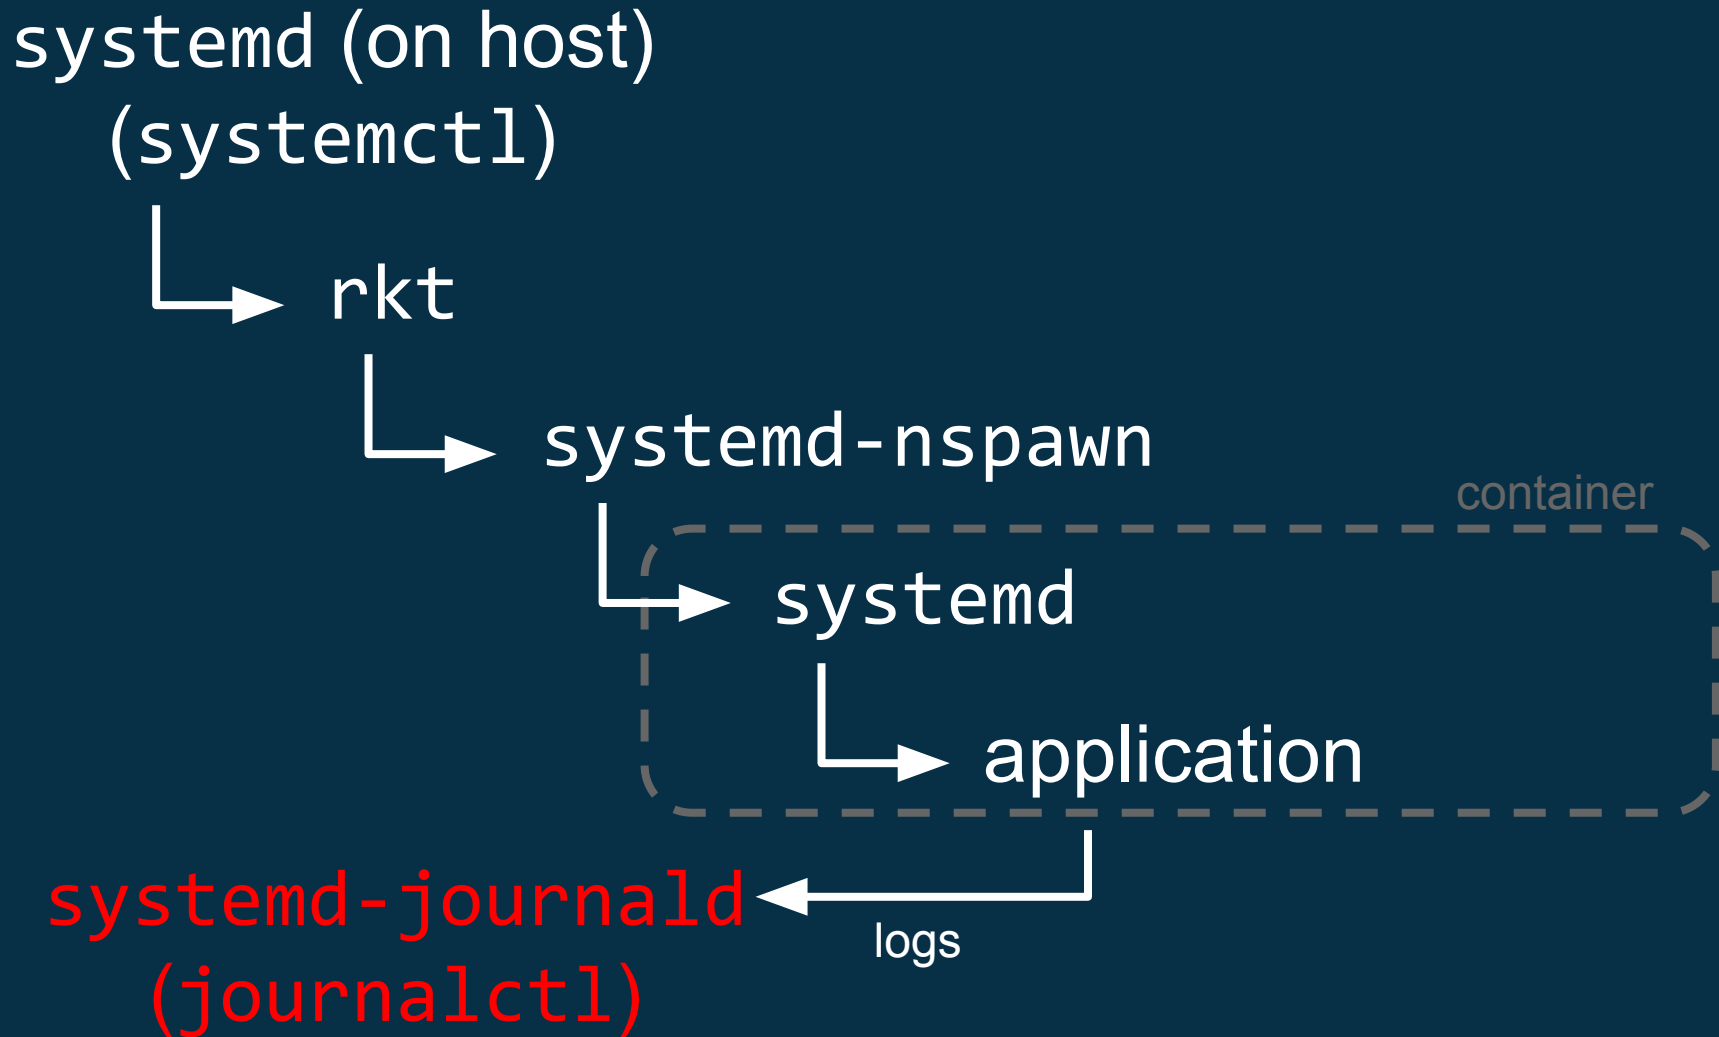 systemd (on host)
(systemctl)
rkt
systemd-nspawn
container
systemd
application
systemd-journald
logs
(journalctl)